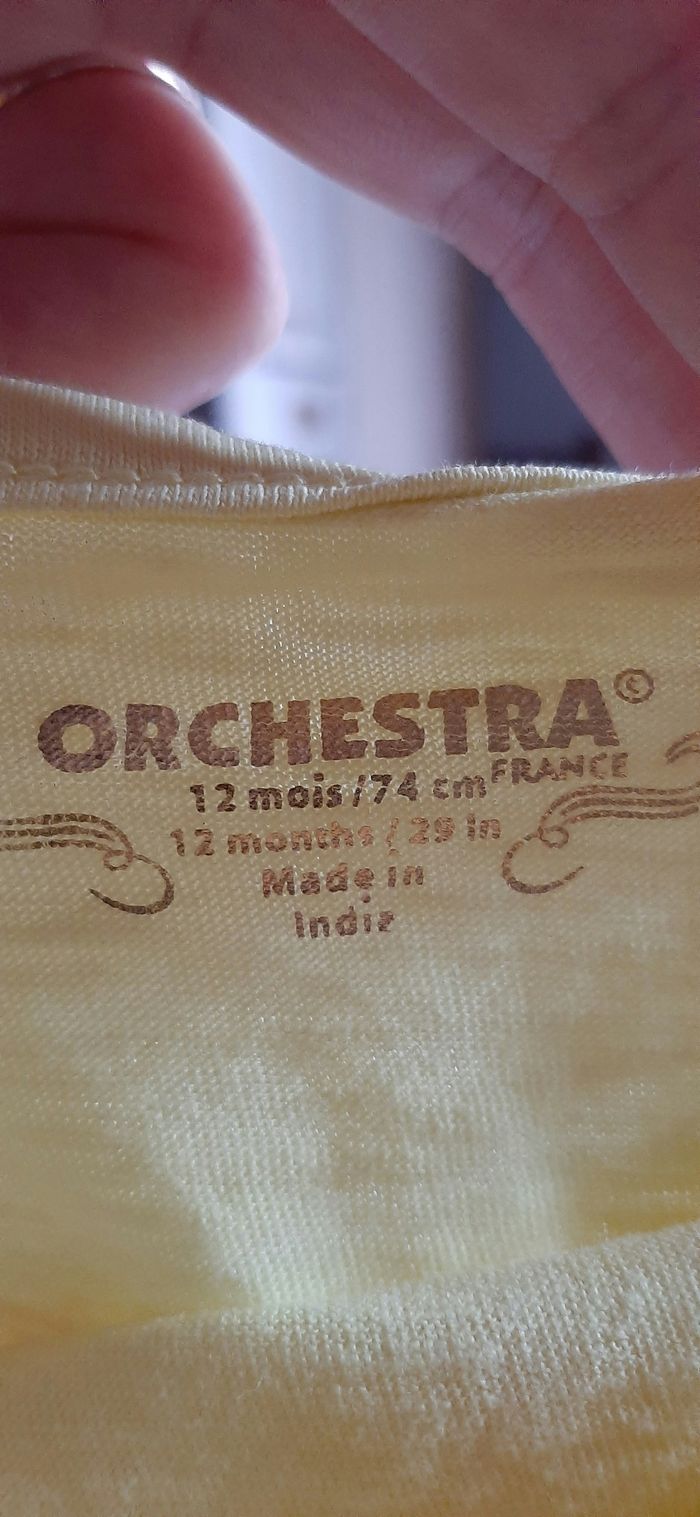 ORCHESTRA©
FRANCE
12 mois/74 cm
12 months / 29 in
Made in
India